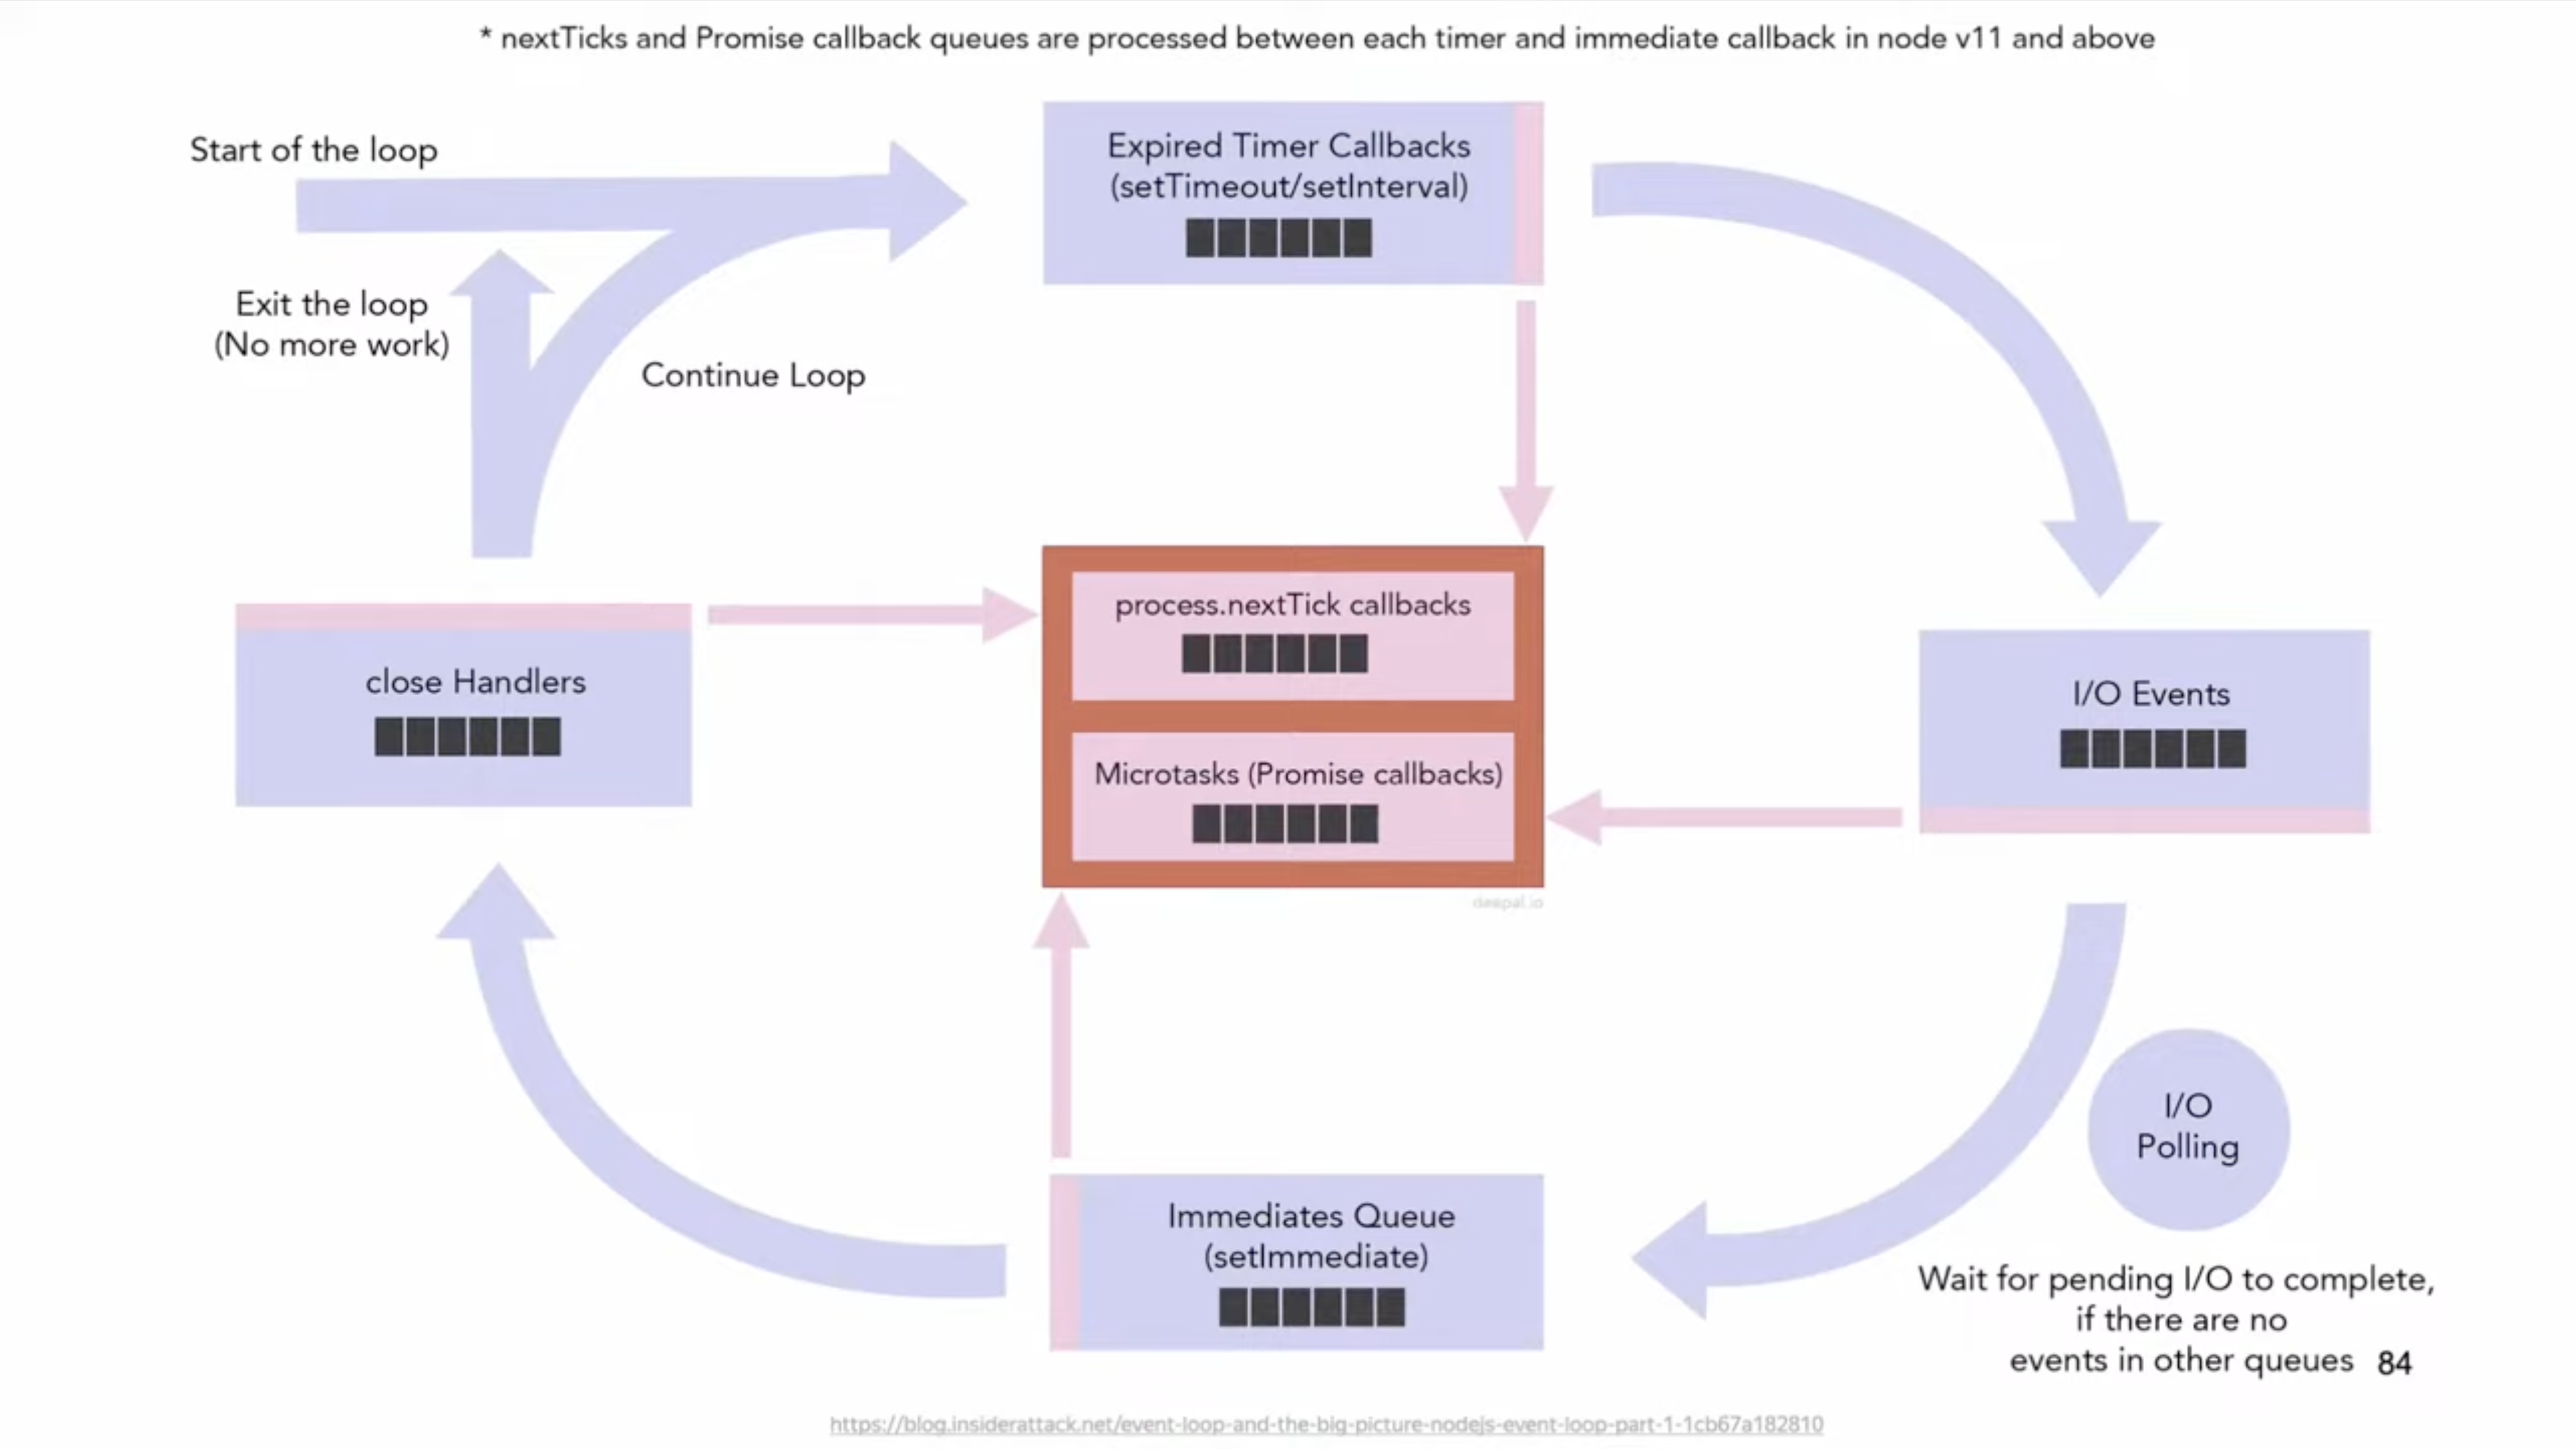 * nextTicks and Promise callback queues are processed between each timer and immediate callback in node v11 and above
Start of the loop
Expired Timer Callbacks
(setTimeout/setInterval)
Exit the loop
(No more work)
Continue Loop
process.nextTick callbacks
close Handlers
I/O Events
Microtasks (Promise callbacks)
deepal.io
I/O
Polling
Immediates Queue
(setImmediate)
Wait for pending I/O to complete,
if there are no
events in other queues 84
https://blog.insiderattack.net/event-loop-and-the-big-picture-nodejs-event-loop-part-1-1cb67a182810